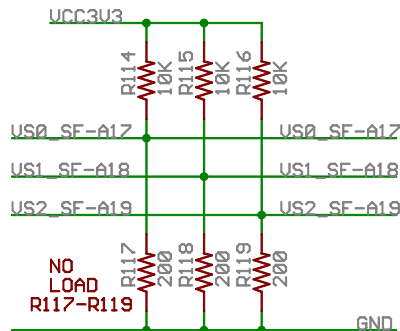 VCC3V3
R114 10K R115 10K R116 10K
VS0_SF-A17 VS0_SF-A17
VS1_SF-A18 VS1_SF-A18
VS2_SF-A19 VS2_SF-A19
R117 200 R118 200 R119 200
NO
LOAD
R117-R119
GND